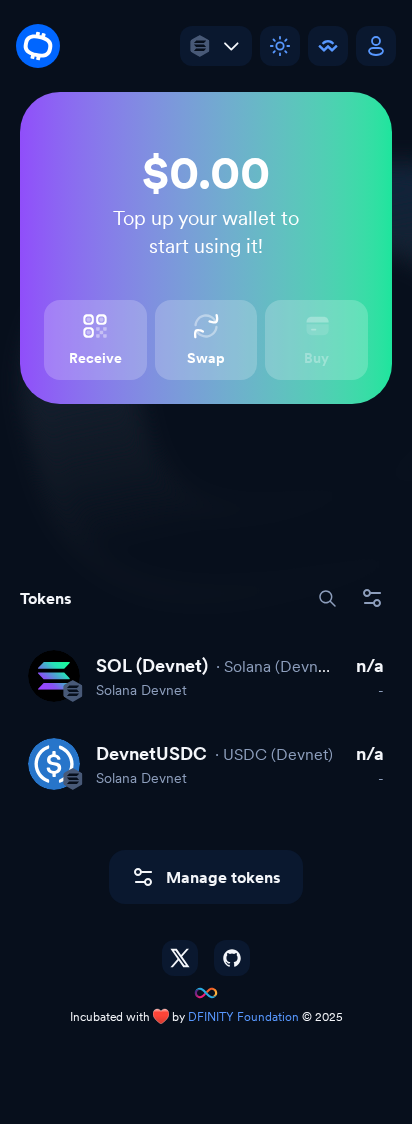 $0.00
Top up your wallet to
start using it!
Receive
Swap
Buy
Tokens
SOL (Devnet) · Solana (Devn... n/a
Solana Devnet -
DevnetUSDC · USDC (Devnet) n/a
Solana Devnet -
Manage tokens
Incubated with ❤️ by DFINITY Foundation © 2025